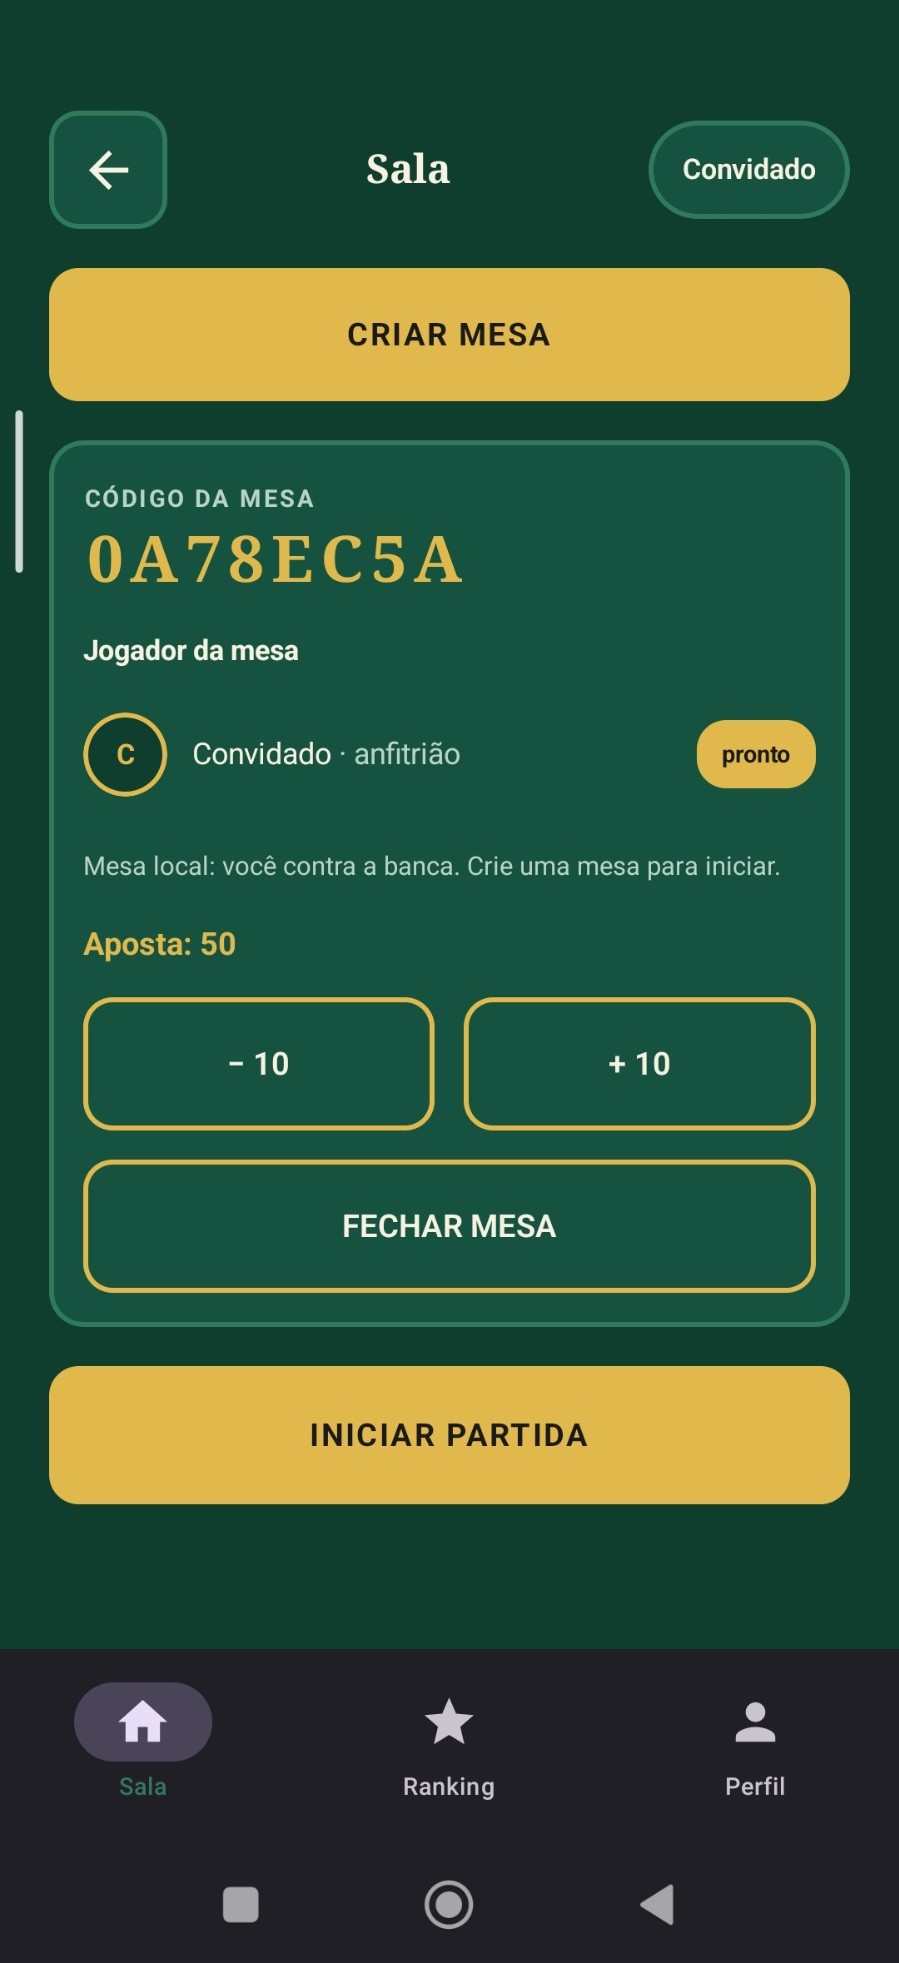 Sala
Convidado
CRIAR MESA
CÓDIGO DA MESA
0A78EC5A
Jogador da mesa
C
Convidado · anfitrião
pronto
Mesa local: você contra a banca. Crie uma mesa para iniciar.
Aposta: 50
− 10
+ 10
FECHAR MESA
INICIAR PARTIDA
Sala
Ranking
Perfil